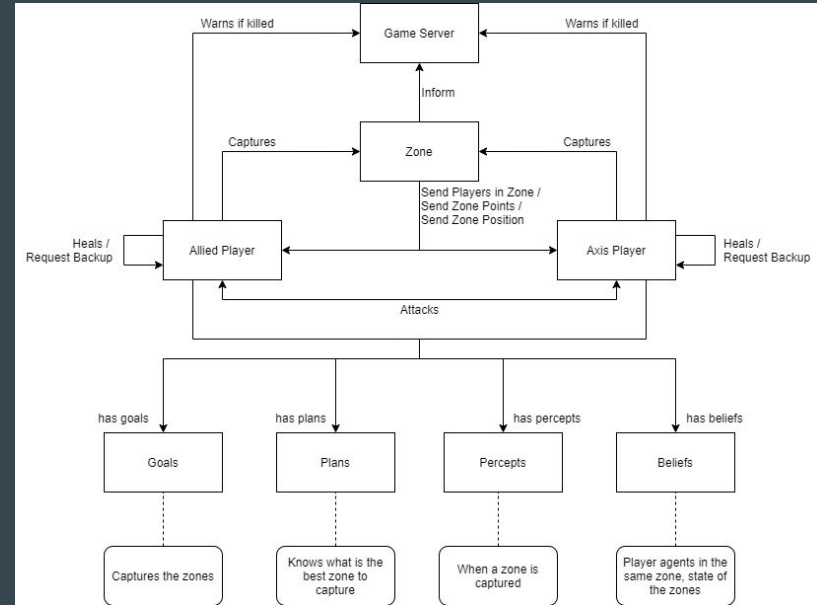 Warns if killed
Game Server
Warns if killed
Inform
Captures
Zone
Captures
Send Players in Zone /
Send Zone Points /
Send Zone Position
Heals /
Request Backup
Allied Player
Axis Player
Heals /
Request Backup
Attacks
has goals
has plans
has percepts
has beliefs
Goals
Plans
Percepts
Beliefs
Captures the zones
Knows what is the
best zone to
capture
When a zone is
captured
Player agents in the
same zone, state of
the zones